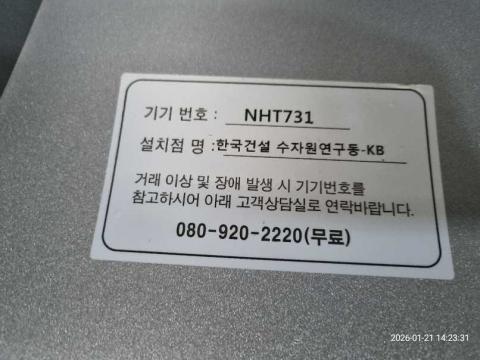 기기 번호 : NHT731
설치점 명 :한국건설 수자원연구동-KB
거래 이상 및 장애 발생 시 기기번호를
참고하시어 아래 고객상담실로 연락바랍니다.
080-920-2220(무료)
2026-01-21 14:23:31